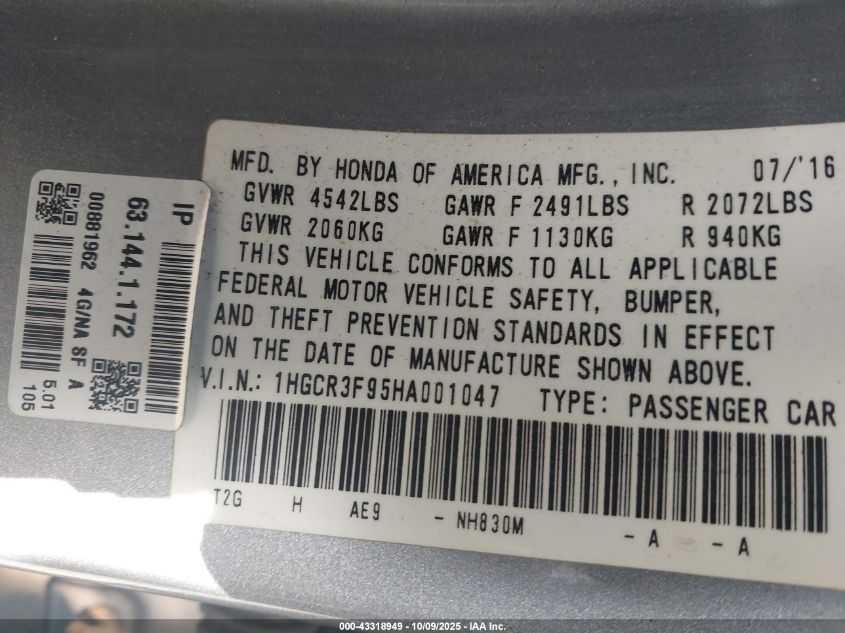 MFD. BY HONDA OF AMERICA MFG., INC. 07/'16
GVWR 4542LBS GAWR F 2491LBS R 2072LBS
GVWR 2060KG GAWR F 1130KG R 940KG
THIS VEHICLE CONFORMS TO ALL APPLICABLE
FEDERAL MOTOR VEHICLE SAFETY, BUMPER,
AND THEFT PREVENTION STANDARDS IN EFFECT
ON THE DATE OF MANUFACTURE SHOWN ABOVE.
V.I.N.: 1HGCR3F95HA001047 TYPE: PASSENGER CAR
T2G H AE9 - NH830M - A - A
IP
63.144.1.172
00881962 4G/NA 8F A
5.01
105
000-43318949 - 10/09/2025 - IAA Inc.